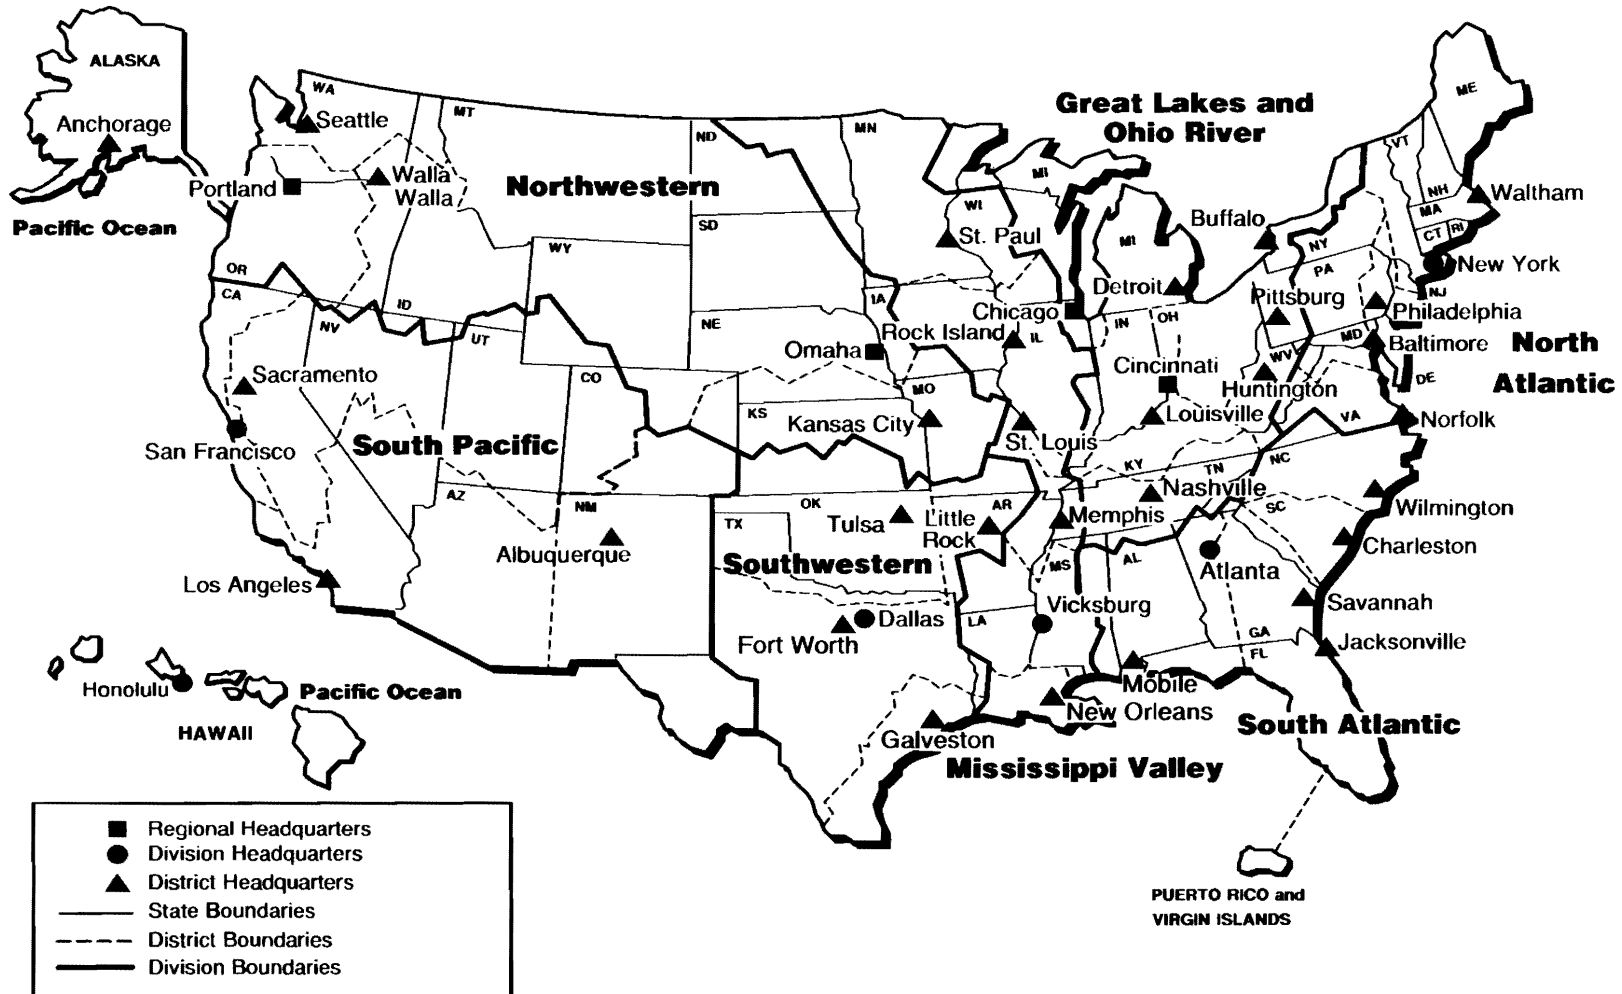 ALASKA
Anchorage
Pacific Ocean
WA
Seattle
MT
Walla
Walla
Portland
Northwestern
ND
MN
Great Lakes and
Ohio River
ME
VT
NH
MA
CT
RI
Waltham
MI
WI
SD
WY
OR
CA
ID
NV
UT
St. Paul
MI
Buffalo
NY
PA
New York
IA
Detroit
Pittsburg
NJ
Philadelphia
NE
Chicago
IN
OH
Rock Island
IL
MD
Baltimore
North
Atlantic
Omaha
Cincinnati
WV
DE
Sacramento
CO
MO
Huntington
KS
Kansas City
Louisville
VA
Norfolk
San Francisco
South Pacific
St. Louis
KY
TN
NC
AZ
NM
OK
AR
Nashville
SC
Wilmington
TX
Tulsa
Little
Rock
Memphis
Albuquerque
Charleston
Southwestern
MS
AL
Atlanta
Los Angeles
Vicksburg
Savannah
Dallas
LA
Fort Worth
GA
FL
Jacksonville
Honolulu
Pacific Ocean
HAWAII
Mobile
New Orleans
South Atlantic
Galveston
Mississippi Valley
PUERTO RICO and
VIRGIN ISLANDS
Regional Headquarters
Division Headquarters
District Headquarters
State Boundaries
District Boundaries
Division Boundaries